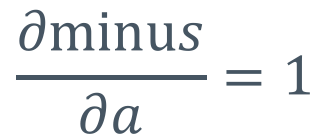 ∂minus
∂a = 1